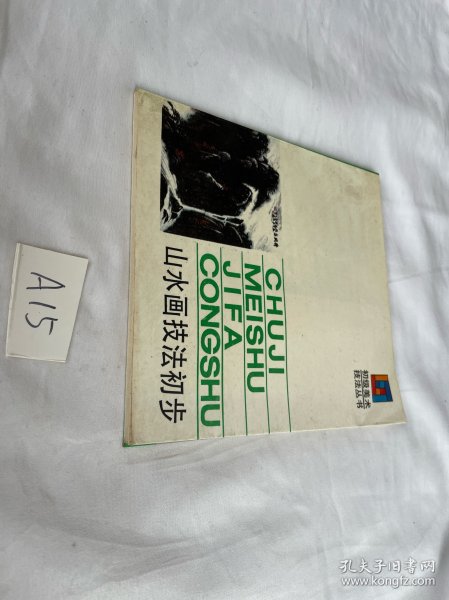 初级美术
技法丛书
CHUJI
MEISHU
JIFA
CONGSHU
山水画技法初步
A15
孔夫子旧书网
www.kongfz.com